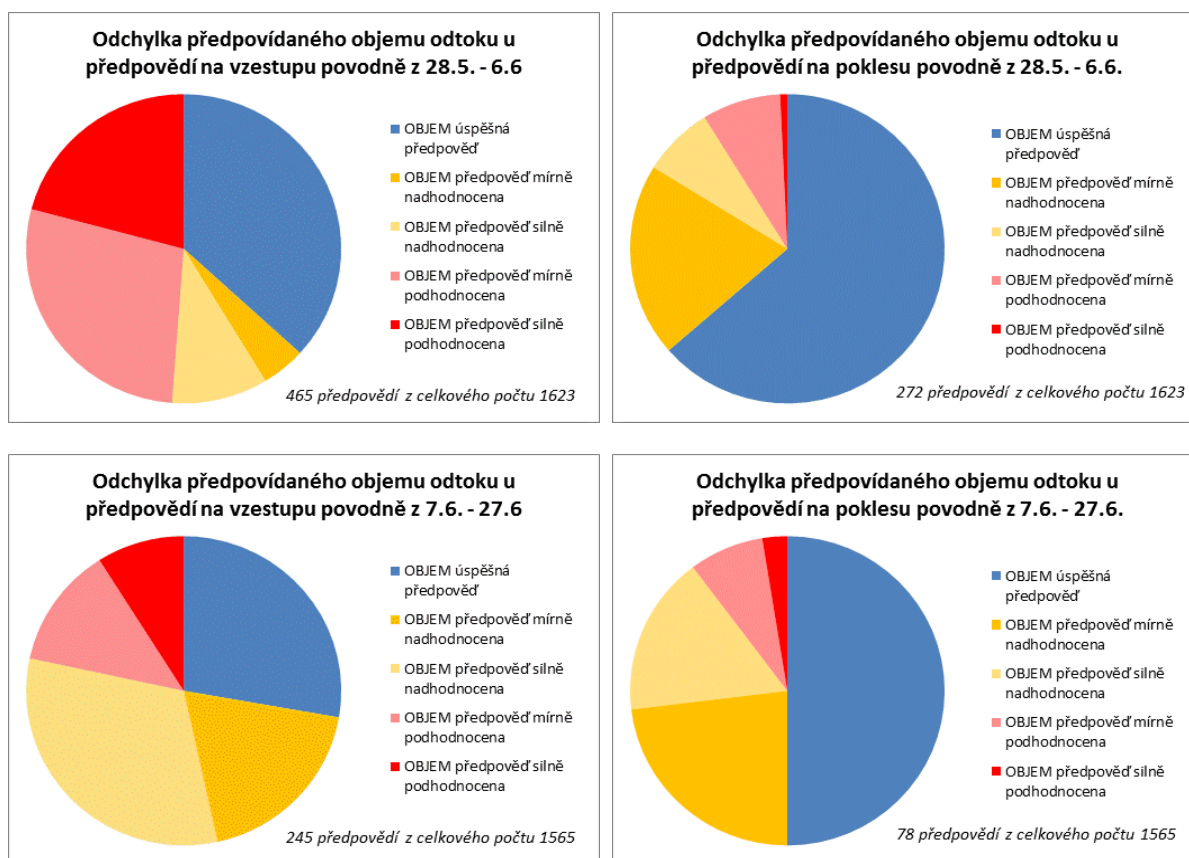 Odchylka předpovídaného objemu odtoku u
předpovědí na vzestupu povodně z 28.5. - 6.6
OBJEM úspěšná
předpověď
OBJEM předpověď mírně
nadhodnocena
OBJEM předpověď silně
nadhodnocena
OBJEM předpověď mírně
podhodnocena
OBJEM předpověď silně
podhodnocena
465 předpovědí z celkového počtu 1623
Odchylka předpovídaného objemu odtoku u
předpovědí na poklesu povodně z 28.5. - 6.6.
OBJEM úspěšná
předpověď
OBJEM předpověď mírně
nadhodnocena
OBJEM předpověď silně
nadhodnocena
OBJEM předpověď mírně
podhodnocena
OBJEM předpověď silně
podhodnocena
272 předpovědí z celkového počtu 1623
Odchylka předpovídaného objemu odtoku u
předpovědí na vzestupu povodně z 7.6. - 27.6
OBJEM úspěšná
předpověď
OBJEM předpověď mírně
nadhodnocena
OBJEM předpověď silně
nadhodnocena
OBJEM předpověď mírně
podhodnocena
OBJEM předpověď silně
podhodnocena
245 předpovědí z celkového počtu 1565
Odchylka předpovídaného objemu odtoku u
předpovědí na poklesu povodně z 7.6. - 27.6.
OBJEM úspěšná
předpověď
OBJEM předpověď mírně
nadhodnocena
OBJEM předpověď silně
nadhodnocena
OBJEM předpověď mírně
podhodnocena
OBJEM předpověď silně
podhodnocena
78 předpovědí z celkového počtu 1565